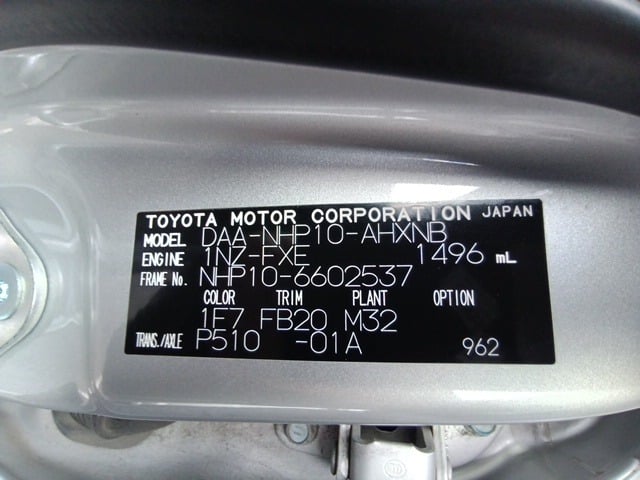 TOYOTA MOTOR CORPORATION JAPAN
MODEL DAA-NHP10-AHXNB
ENGINE 1NZ-FXE 1496 mL
FRAME No. NHP10-6602537
COLOR TRIM PLANT OPTION
1F7 FB20 M32
TRANS./AXLE P510 -01A 962